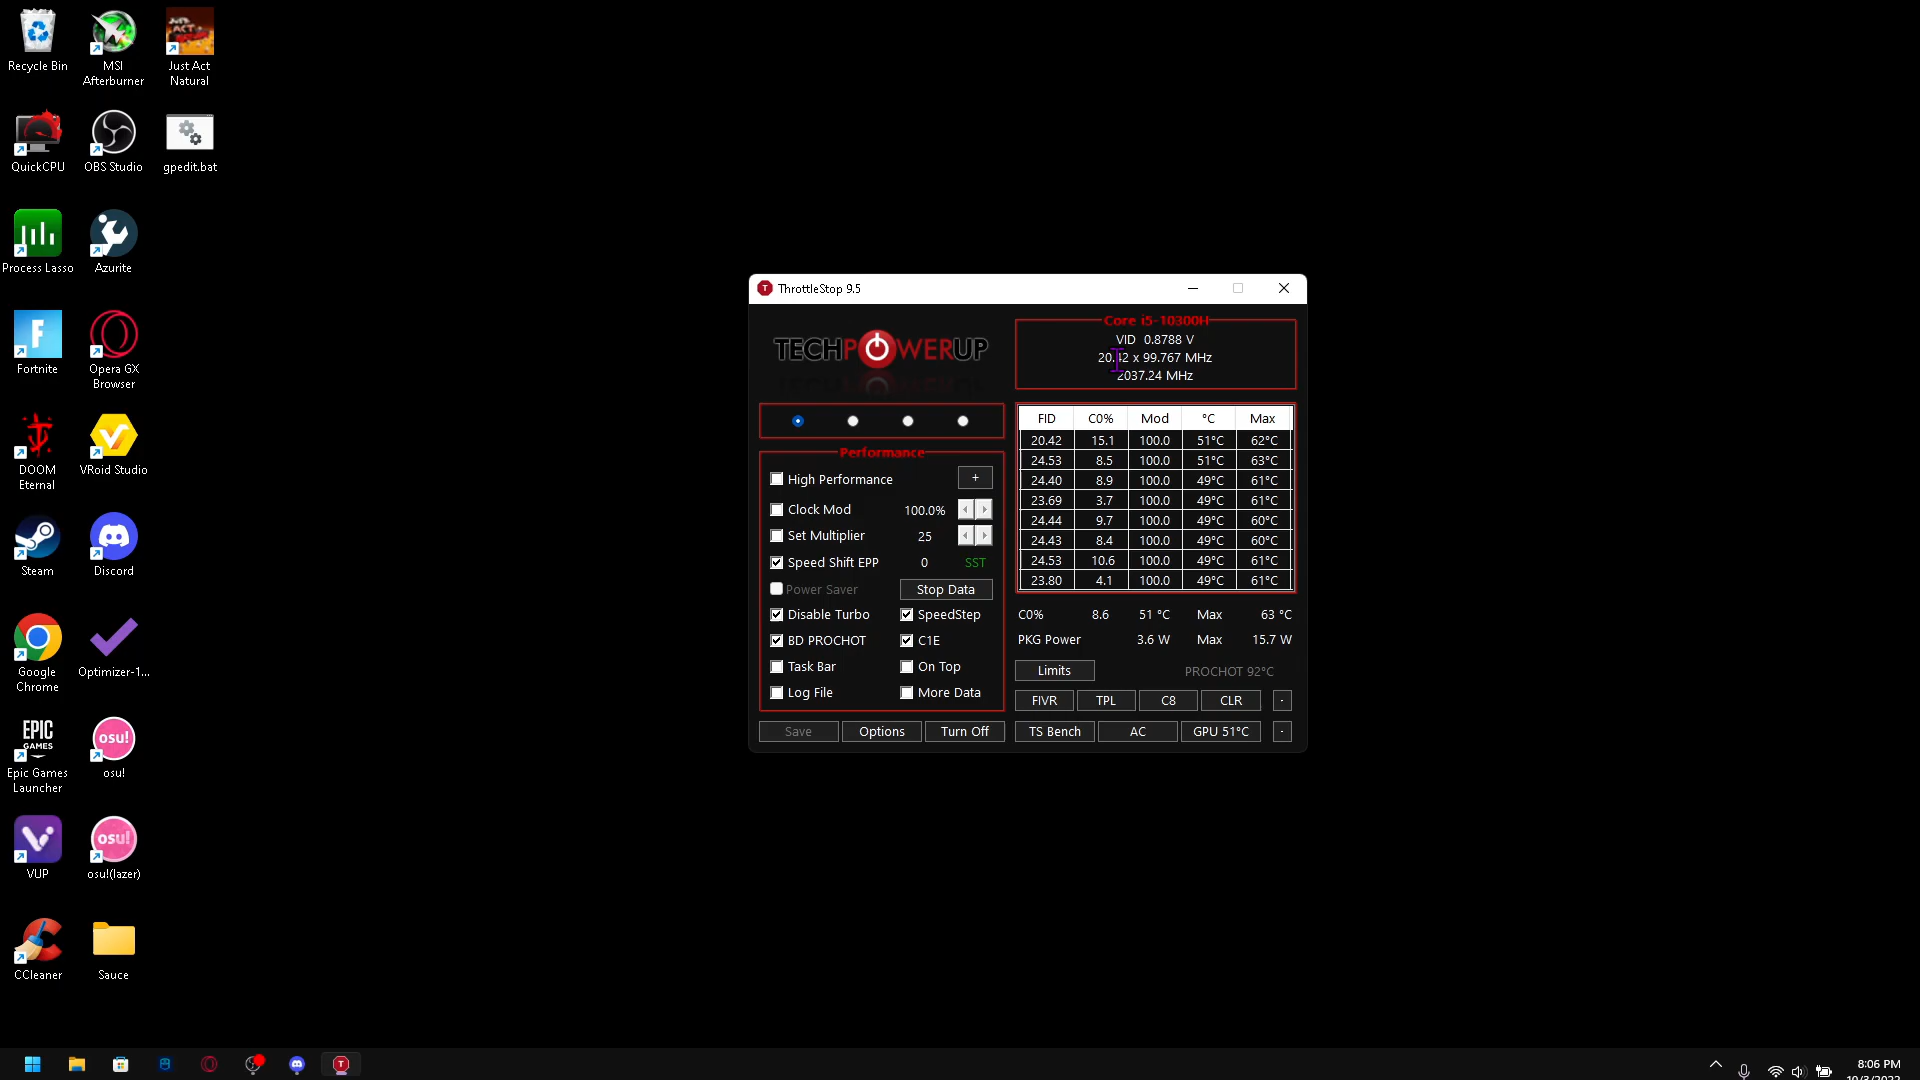 Recycle Bin
MSI
Afterburner
Just Act
Natural
QuickCPU
OBS Studio
gpedit.bat
Process Lasso
Azurite
Fortnite
Opera GX
Browser
DOOM
Eternal
VRoid Studio
Steam
Discord
Google
Chrome
Optimizer-1...
EPIC
GAMES
Epic Games
Launcher
osu!
osu!
VUP
osu!
osu!(lazer)
CCleaner
Sauce
ThrottleStop 9.5
TECHPOWERUP
Core i5-10300H
VID 0.8788 V
20.42 x 99.767 MHz
2037.24 MHz
Performance
High Performance +
Clock Mod 100.0%
Set Multiplier 25
Speed Shift EPP 0 SST
Power Saver Stop Data
Disable Turbo SpeedStep
BD PROCHOT C1E
Task Bar On Top
Log File More Data
Save Options Turn Off
FID C0% Mod °C Max
20.42 15.1 100.0 51°C 62°C
24.53 8.5 100.0 51°C 63°C
24.40 8.9 100.0 49°C 61°C
23.69 3.7 100.0 49°C 61°C
24.44 9.7 100.0 49°C 60°C
24.43 8.4 100.0 49°C 60°C
24.53 10.6 100.0 49°C 61°C
23.80 4.1 100.0 49°C 61°C
C0% 8.6 51 °C Max 63 °C
PKG Power 3.6 W Max 15.7 W
Limits PROCHOT 92°C
FIVR TPL C8 CLR -
TS Bench AC GPU 51°C -
8:06 PM